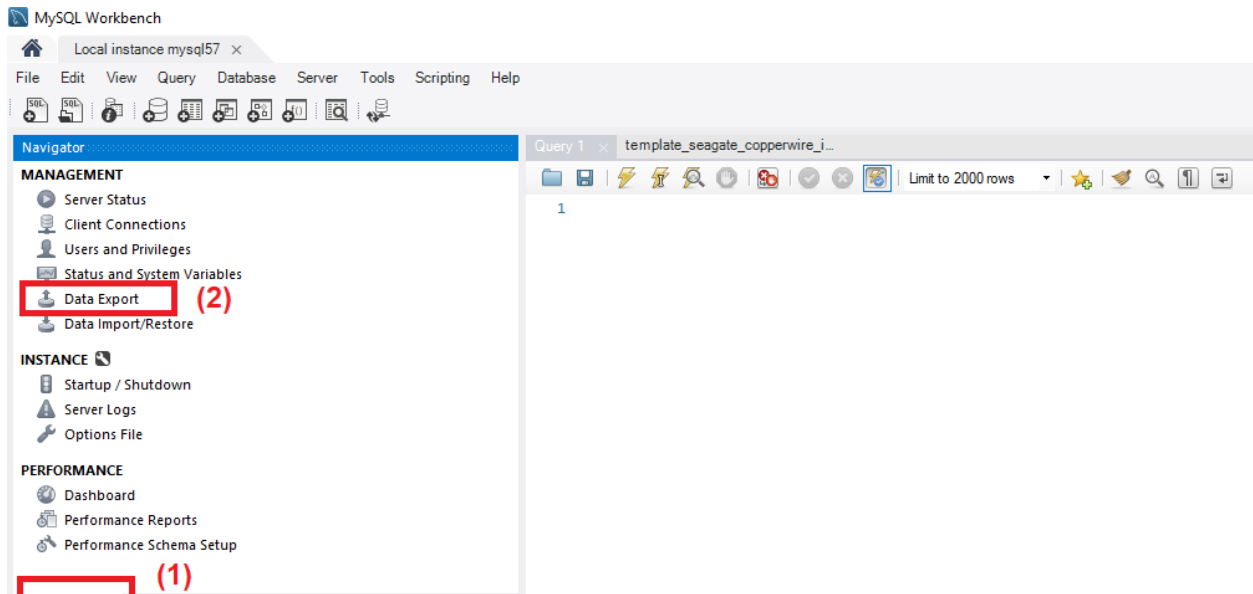 MySQL Workbench
Local instance mysql57
File Edit View Query Database Server Tools Scripting Help
SQL SQL
Navigator
Query 1 template_seagate_copperwire_i...
MANAGEMENT
Limit to 2000 rows
Server Status
1
Client Connections
Users and Privileges
Status and System Variables
Data Export
(2)
Data Import/Restore
INSTANCE
Startup / Shutdown
Server Logs
Options File
PERFORMANCE
Dashboard
Performance Reports
Performance Schema Setup
(1)